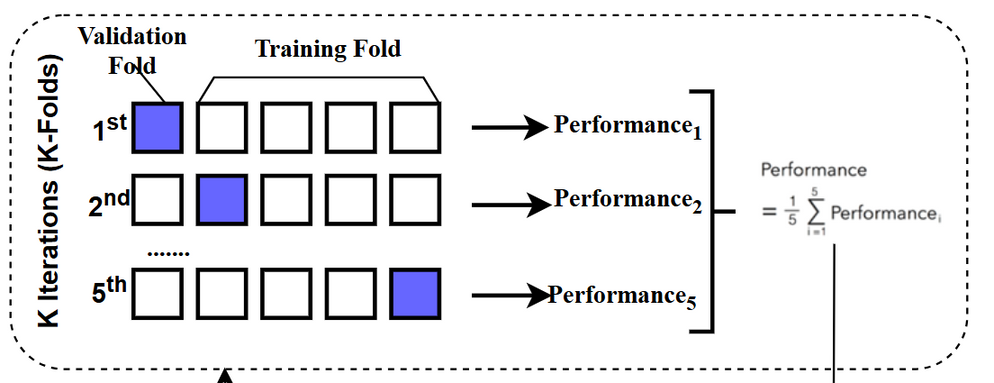 Validation
Fold
Training Fold
K Iterations (K-Folds)
1st
Performance1
2nd
Performance2
.......
5th
Performance5
Performance
= 1/5 5∑i=1 Performancei